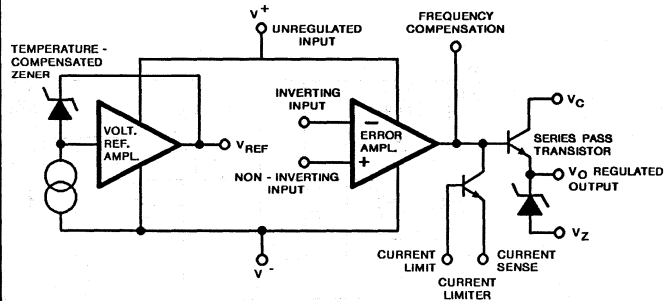 V+
UNREGULATED
INPUT
FREQUENCY
COMPENSATION
TEMPERATURE -
COMPENSATED
ZENER
INVERTING
INPUT
VOLT.
REF.
AMPL.
VREF
−
ERROR
AMPL.
+
NON - INVERTING
INPUT
VC
SERIES PASS
TRANSISTOR
VO REGULATED
OUTPUT
VZ
V-
CURRENT
LIMIT
CURRENT
SENSE
CURRENT
LIMITER